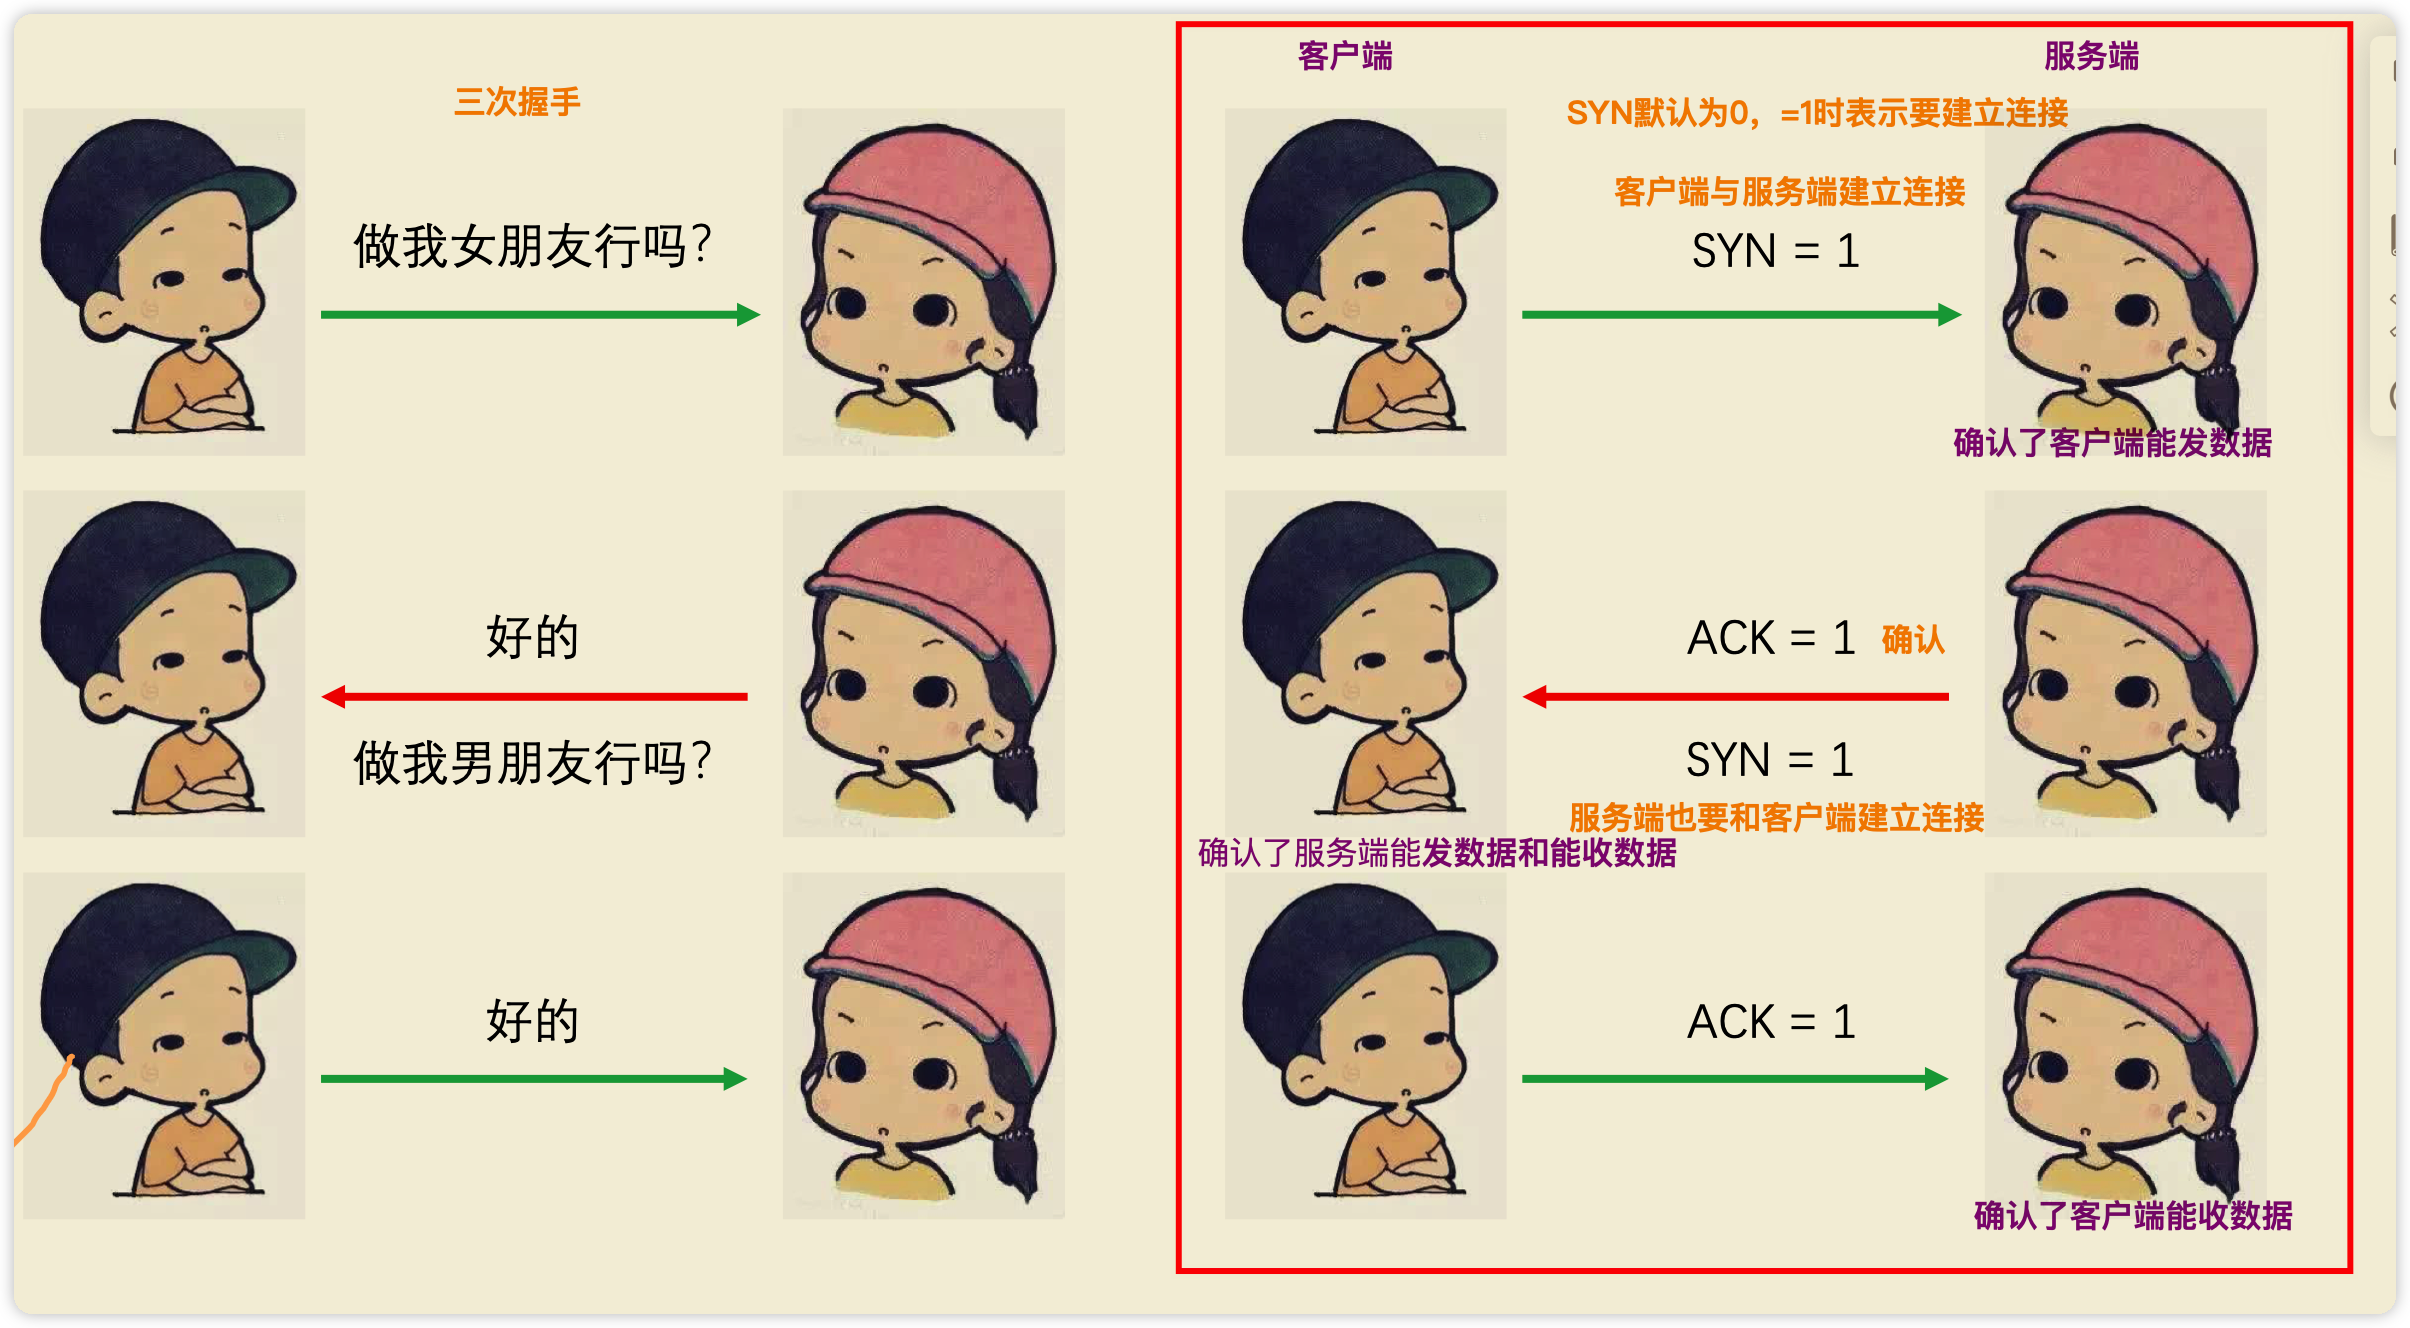 三次握手
做我女朋友行吗？
好的
做我男朋友行吗？
好的
客户端
服务端
SYN默认为0，=1时表示要建立连接
客户端与服务端建立连接
SYN = 1
确认了客户端能发数据
ACK = 1 确认
SYN = 1
服务端也要和客户端建立连接
确认了服务端能发数据和能收数据
ACK = 1
确认了客户端能收数据